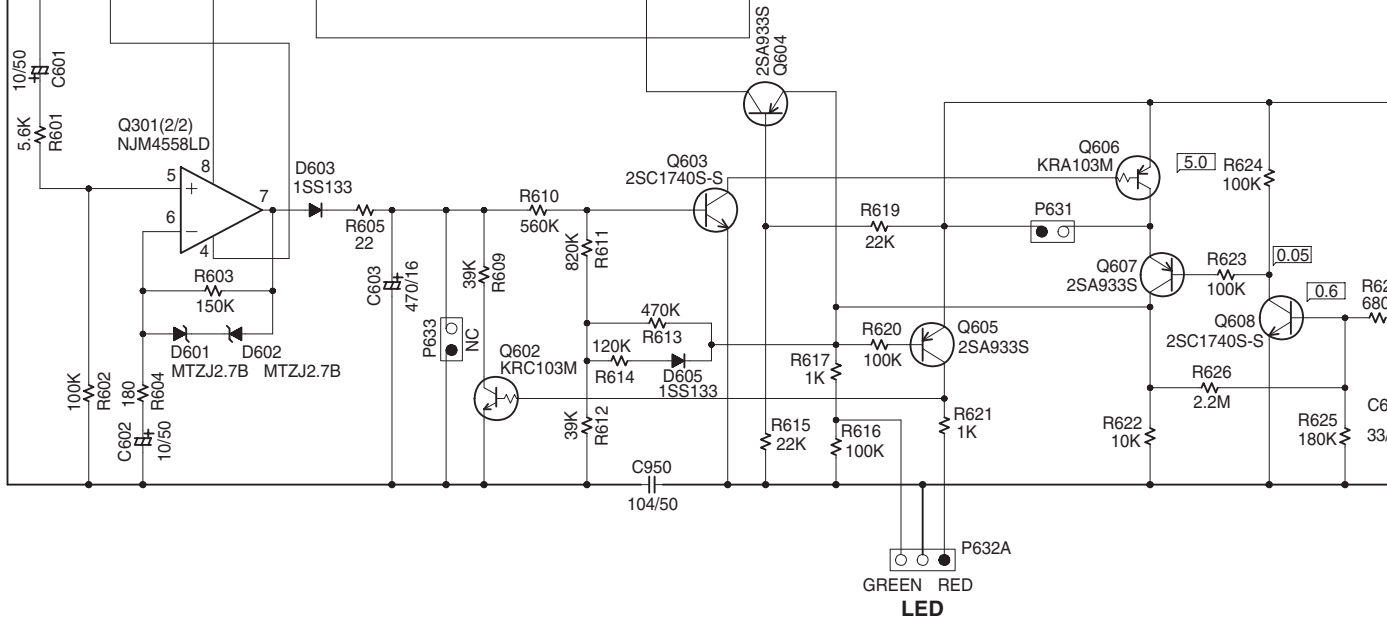 10/50
C601
5.6K
R601
Q301(2/2)
NJM4558LD
8
5
+
7
6
−
4
D603
1SS133
R605
22
R603
150K
D601
MTZJ2.7B
D602
MTZJ2.7B
100K
R602
180
R604
C602
+
10/50
C603
+
470/16
P633
NC
39K
R609
Q602
KRC103M
R610
560K
820K
R611
470K
R613
120K
R614
D605
1SS133
39K
R612
C950
104/50
Q603
2SC1740S-S
2SA933S
Q604
R619
22K
R620
100K
Q605
2SA933S
R617
1K
R615
22K
R616
100K
R621
1K
P632A
GREEN RED
LED
Q606
KRA103M
5.0
P631
Q607
2SA933S
R624
100K
R623
100K
0.05
0.6
Q608
2SC1740S-S
R62
680
R626
2.2M
R622
10K
R625
180K
C6
33/